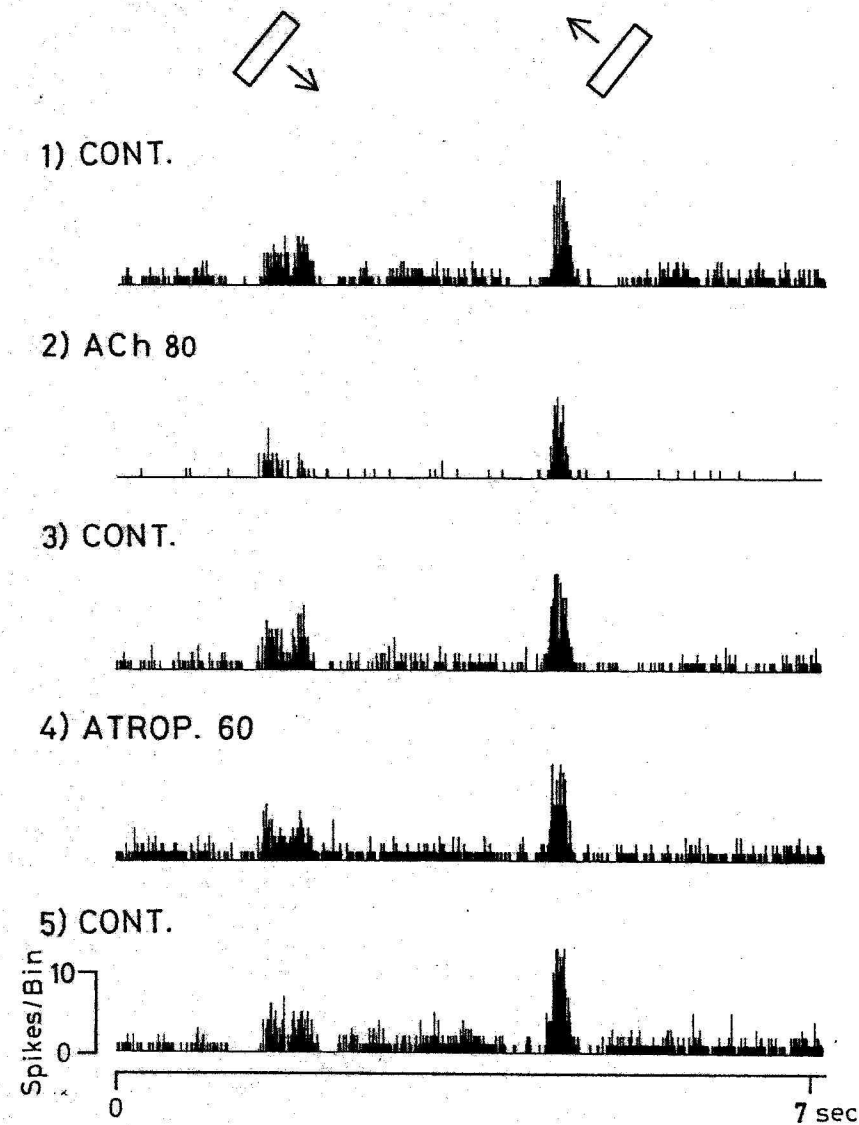 1) CONT.
2) ACh 80
3) CONT.
4) ATROP. 60
5) CONT.
Spikes/Bin
10
0
0
7 sec